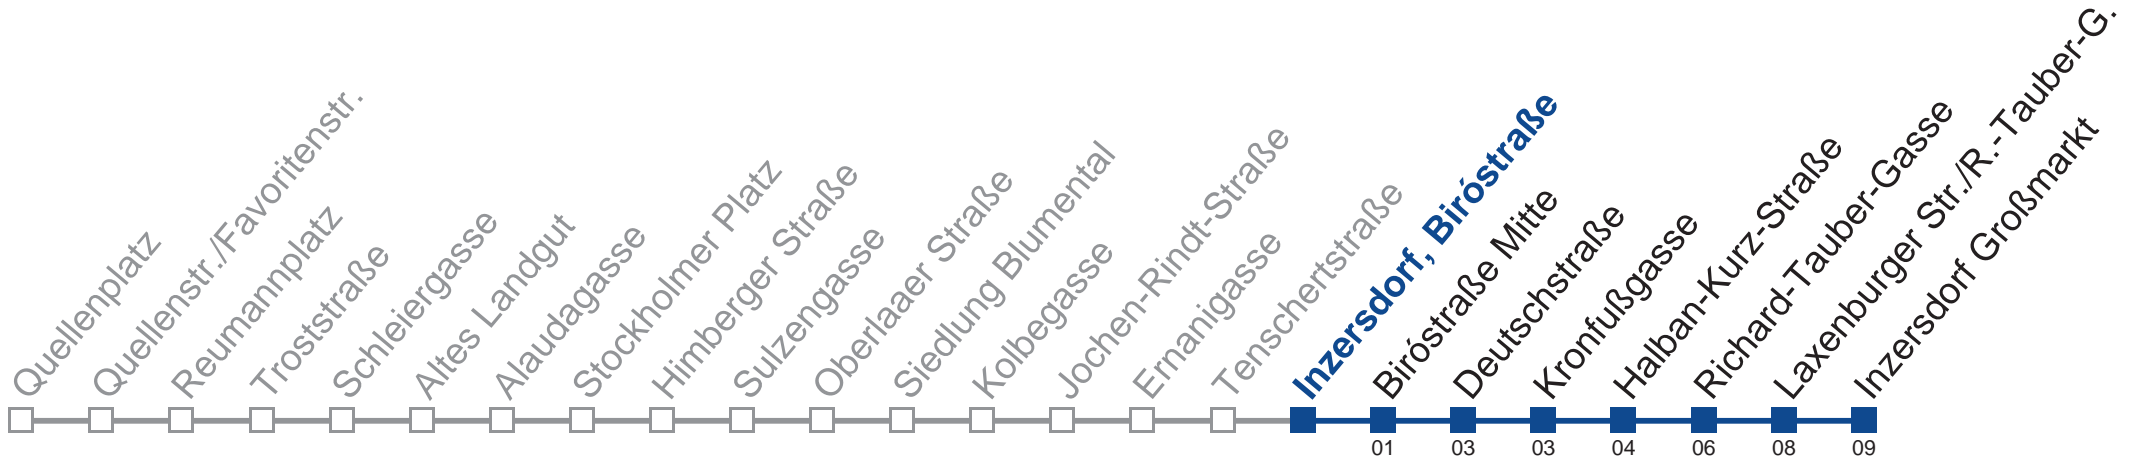 Quellenplatz
Quellenstr./Favoritenstr.
Reumannplatz
Troststraße
Schleiergasse
Altes Landgut
Alaudagasse
Stockholmer Platz
Himberger Straße
Sulzengasse
Oberlaaer Straße
Siedlung Blumental
Kolbegasse
Jochen-Rindt-Straße
Ernanigasse
Tenschertstraße
Inzersdorf, Biróstraße
Biróstraße Mitte
Deutschstraße
Kronfußgasse
Halban-Kurz-Straße
Richard-Tauber-Gasse
Laxenburger Str./R.-Tauber-G.
Inzersdorf Großmarkt
01 03 03 04 06 08 09